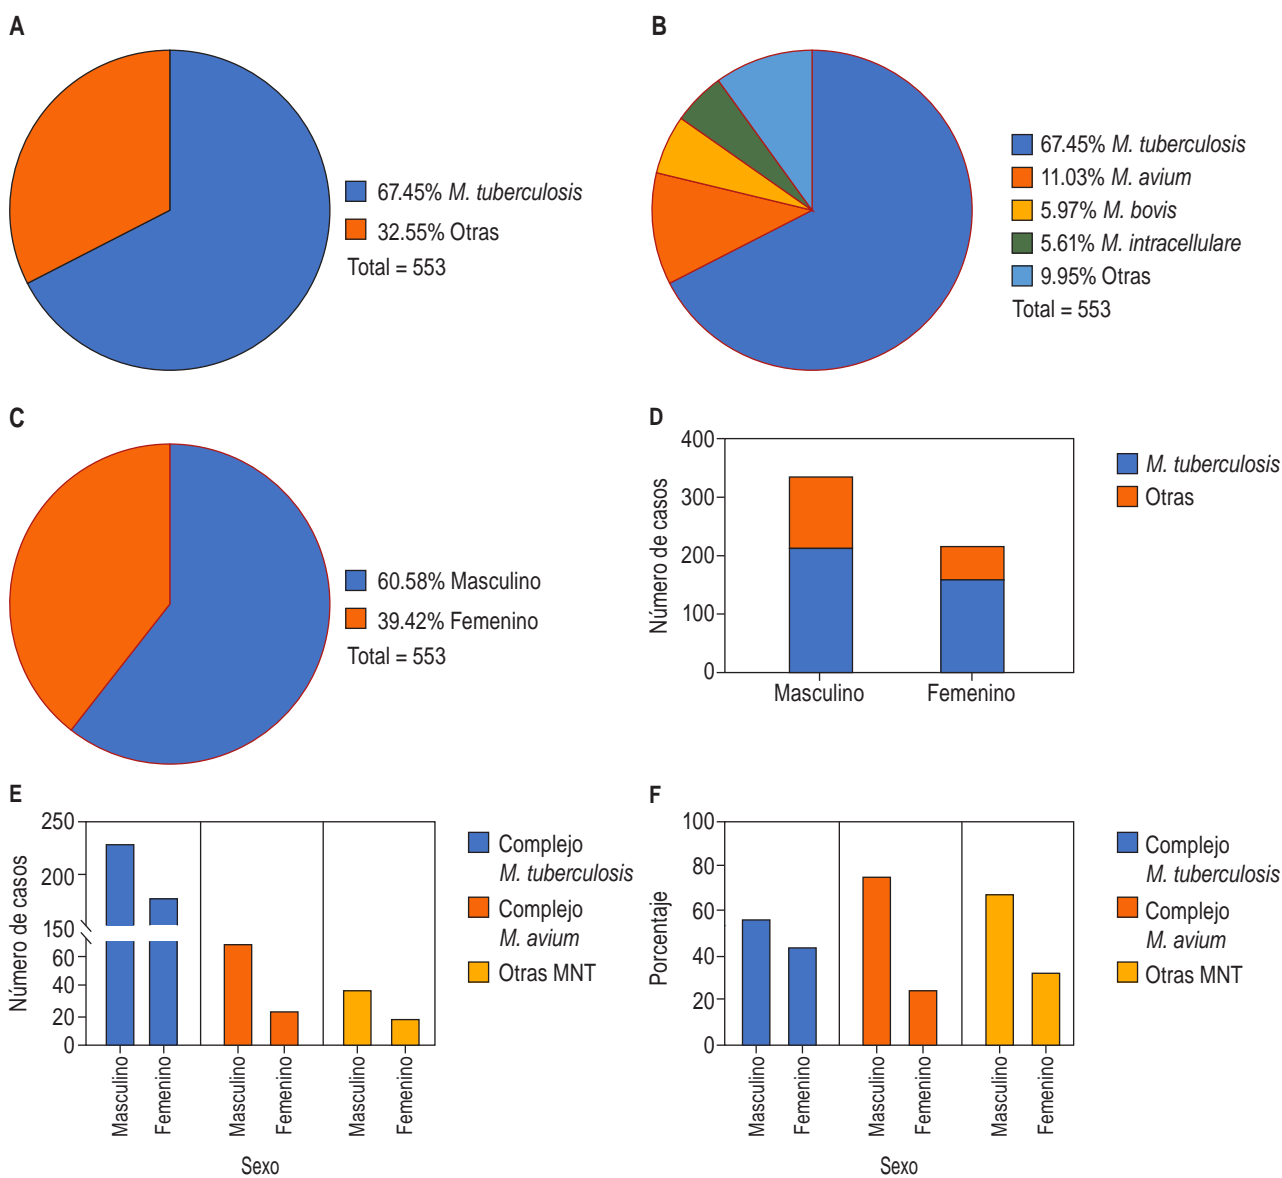 A
67.45% M. tuberculosis
32.55% Otras
Total = 553
B
67.45% M. tuberculosis
11.03% M. avium
5.97% M. bovis
5.61% M. intracellulare
9.95% Otras
Total = 553
C
60.58% Masculino
39.42% Femenino
Total = 553
D
Número de casos
400
300
200
100
0
Masculino
Femenino
M. tuberculosis
Otras
E
Número de casos
250
200
150
60
40
20
0
Masculino
Femenino
Masculino
Femenino
Masculino
Femenino
Sexo
Complejo
M. tuberculosis
Complejo
M. avium
Otras MNT
F
Porcentaje
100
80
60
40
20
0
Masculino
Femenino
Masculino
Femenino
Masculino
Femenino
Sexo
Complejo
M. tuberculosis
Complejo
M. avium
Otras MNT